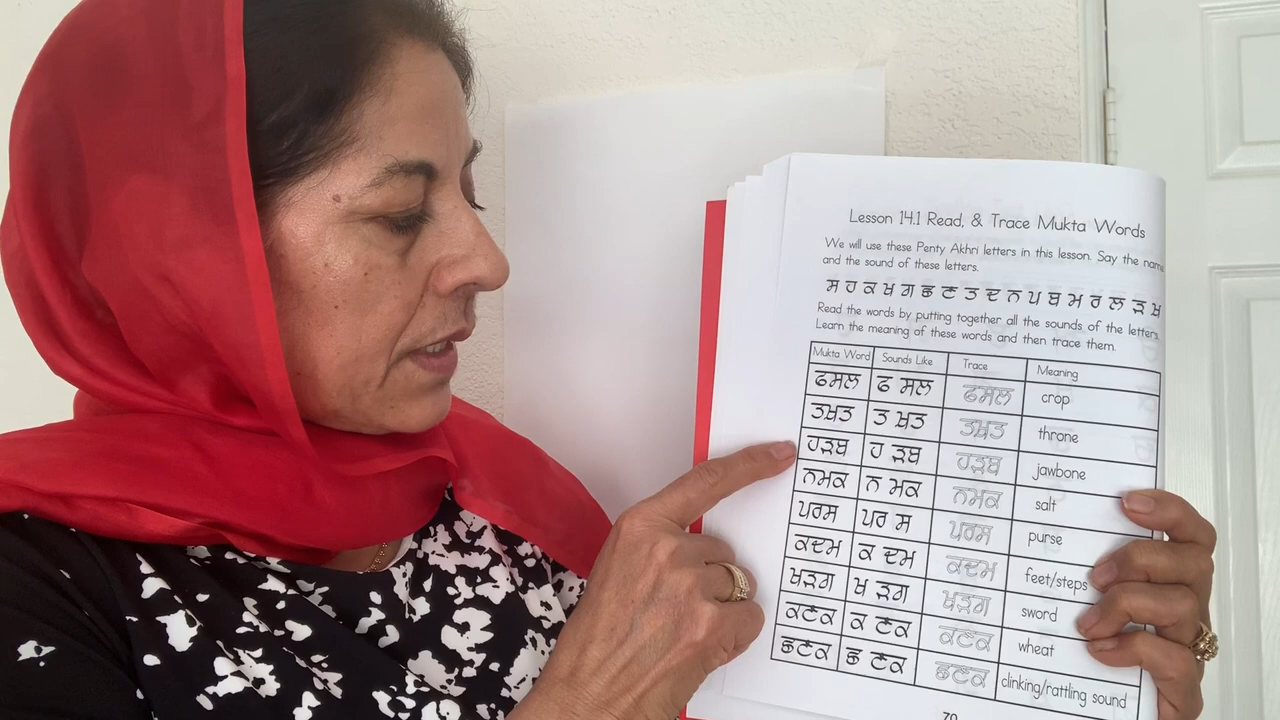 Lesson 14.1 Read, & Trace Mukta Words
We will use these Penty Akhri letters in this lesson. Say the name
and the sound of these letters.
ਸ ਹ ਕ ਖ ਗ ਛ ਣ ਤ ਦ ਨ ਪ ਬ ਮ ਰ ਲ ੜ ਖ਼
Read the words by putting together all the sounds of the letters.
Learn the meaning of these words and then trace them.
Mukta Word Sounds Like Trace Meaning
ਫਸਲ ਫ ਸਲ ਫਸਲ crop
ਤਖ਼ਤ ਤ ਖ਼ਤ ਤਖ਼ਤ throne
ਹੜਬ ਹ ੜਬ ਹੜਬ jawbone
ਨਮਕ ਨ ਮਕ ਨਮਕ salt
ਪਰਸ ਪਰ ਸ ਪਰਸ purse
ਕਦਮ ਕ ਦਮ ਕਦਮ feet/steps
ਖੜਗ ਖ ੜਗ ਖੜਗ sword
ਕਣਕ ਕ ਣਕ ਕਣਕ wheat
ਛਣਕ ਛ ਣਕ ਛਣਕ clinking/rattling sound